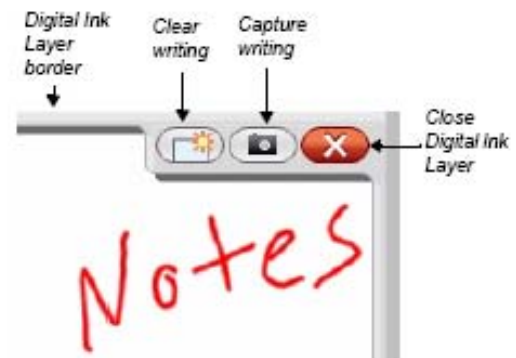 Digital Ink
Layer
border
Clear
writing
Capture
writing
Close
Digital Ink
Layer
Notes